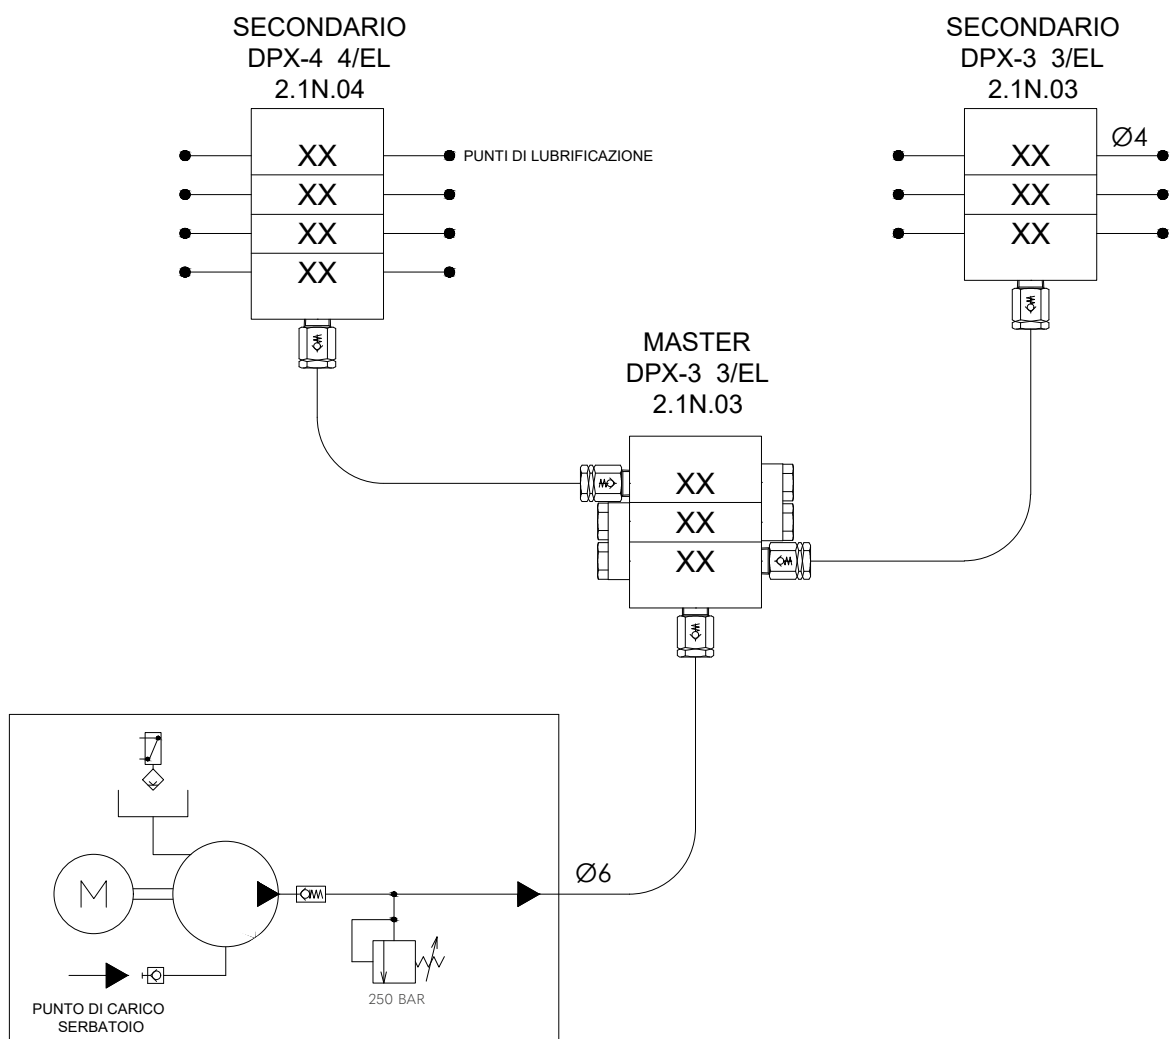 SECONDARIO
DPX-4 4/EL
2.1N.04
XX
XX
XX
XX
PUNTI DI LUBRIFICAZIONE
SECONDARIO
DPX-3 3/EL
2.1N.03
XX
XX
XX
Ø4
MASTER
DPX-3 3/EL
2.1N.03
XX
XX
XX
M
Ø6
250 BAR
PUNTO DI CARICO
SERBATOIO